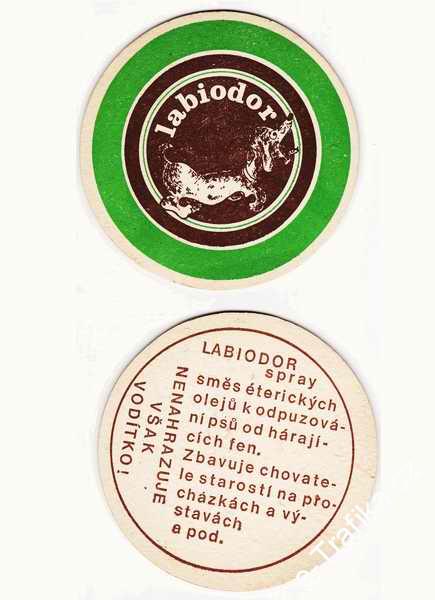 labiodor
LABIODOR
spray
směs éterických
olejů k odpuzová-
ní psů od hárají-
cích fen.
Zbavuje chovate-
le starostí na pro-
cházkách a vý-
stavách
a pod.
NENAHRAZUJE
VŠAK
VODÍTKO!